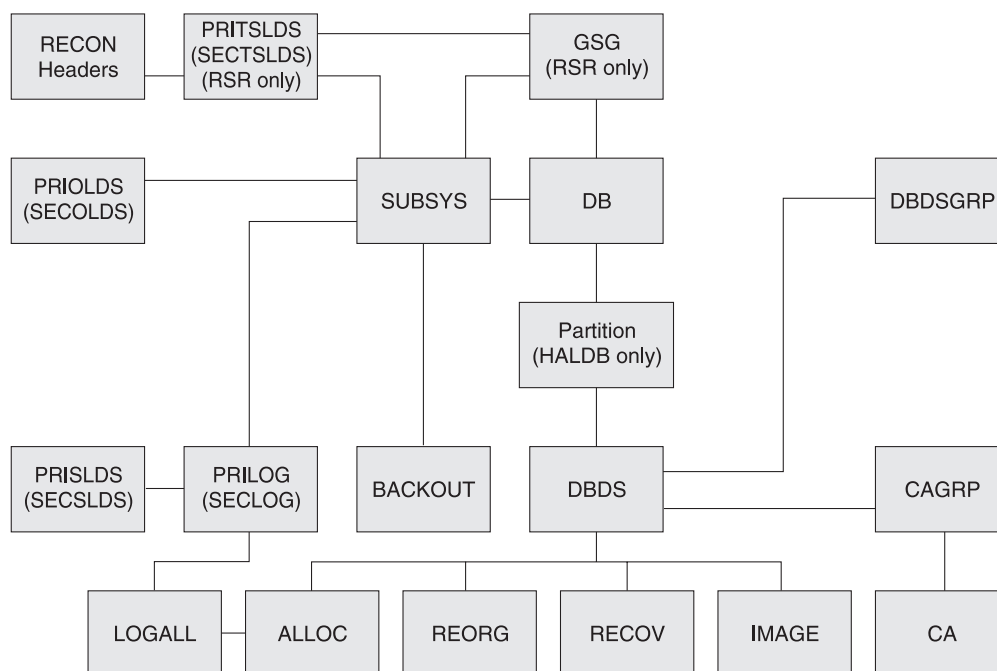 RECON
Headers
PRITSLDS
(SECTSLDS)
(RSR only)
GSG
(RSR only)
PRIOLDS
(SECOLDS)
SUBSYS
DB
DBDSGRP
Partition
(HALDB only)
PRISLDS
(SECSLDS)
PRILOG
(SECLOG)
BACKOUT
DBDS
CAGRP
LOGALL
ALLOC
REORG
RECOV
IMAGE
CA